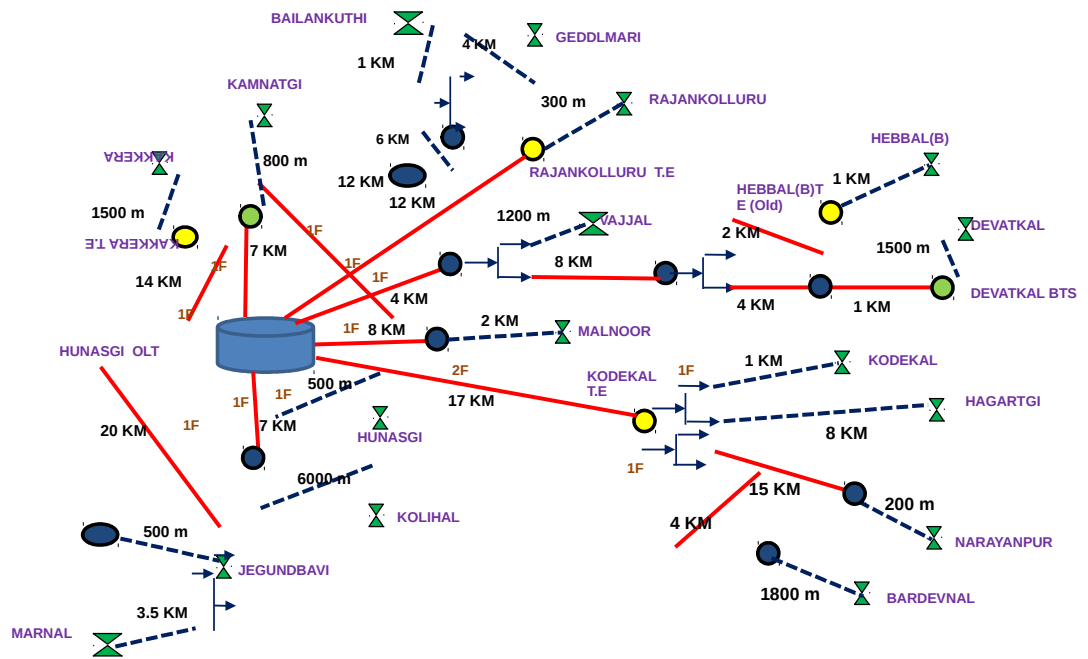 BAILANKUTHI
GEDDLMARI
4 KM
1 KM
KAMNATGI
300 m
RAJANKOLLURU
6 KM
HEBBAL(B)
KAKKERA
800 m
12 KM
RAJANKOLLURU T.E
1 KM
HEBBAL(B)T
E (Old)
12 KM
1500 m
1200 m
VAJJAL
DEVATKAL
1F
2 KM
KAKKERA T.E
7 KM
1500 m
1F
1F
8 KM
14 KM
1F
4 KM
DEVATKAL BTS
4 KM
1 KM
1F
1F
8 KM
2 KM
MALNOOR
HUNASGI OLT
1 KM
KODEKAL
2F
1F
KODEKAL
T.E
500 m
1F
1F
17 KM
HAGARTGI
20 KM
1F
7 KM
8 KM
HUNASGI
1F
6000 m
15 KM
200 m
KOLIHAL
4 KM
500 m
NARAYANPUR
JEGUNDBAVI
1800 m
BARDEVNAL
3.5 KM
MARNAL